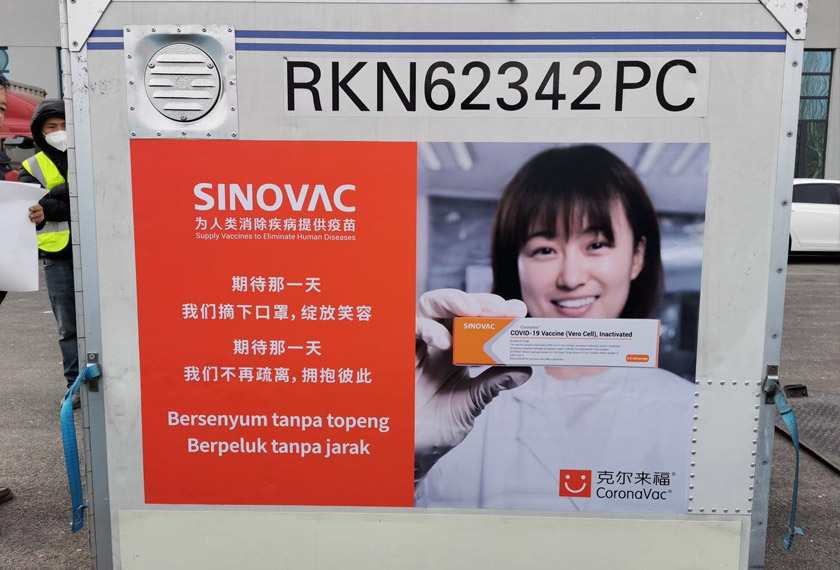 RKN62342PC
SINOVAC
为人类消除疾病提供疫苗
Supply Vaccines to Eliminate Human Diseases
期待那一天
我们摘下口罩，绽放笑容
期待那一天
我们不再疏离，拥抱彼此
Bersenyum tanpa topeng
Berpeluk tanpa jarak
SINOVAC
CoronaVac
COVID-19 Vaccine (Vero Cell), Inactivated
克尔来福®
CoronaVac®